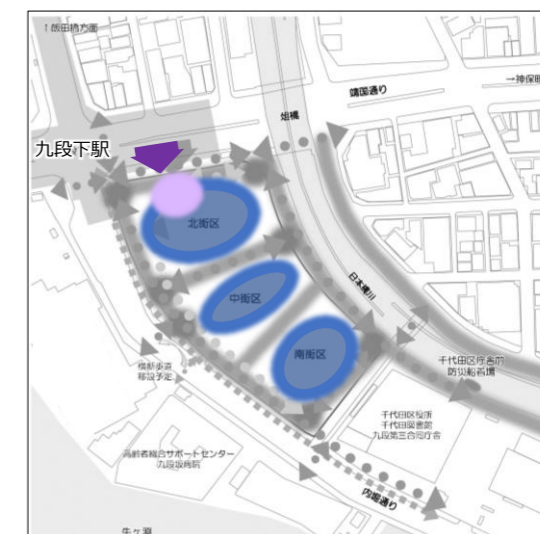 ↑飯田橋方面
靖国通り
→神保町
俎橋
九段下駅
北街区
中街区
日本橋川
南街区
千代田区庁舎前
防災船着場
横断歩道
移設予定
千代田区役所
千代田図書館
九段第三合同庁舎
高齢者総合サポートセンター
九段坂病院
内堀通り
牛ヶ淵